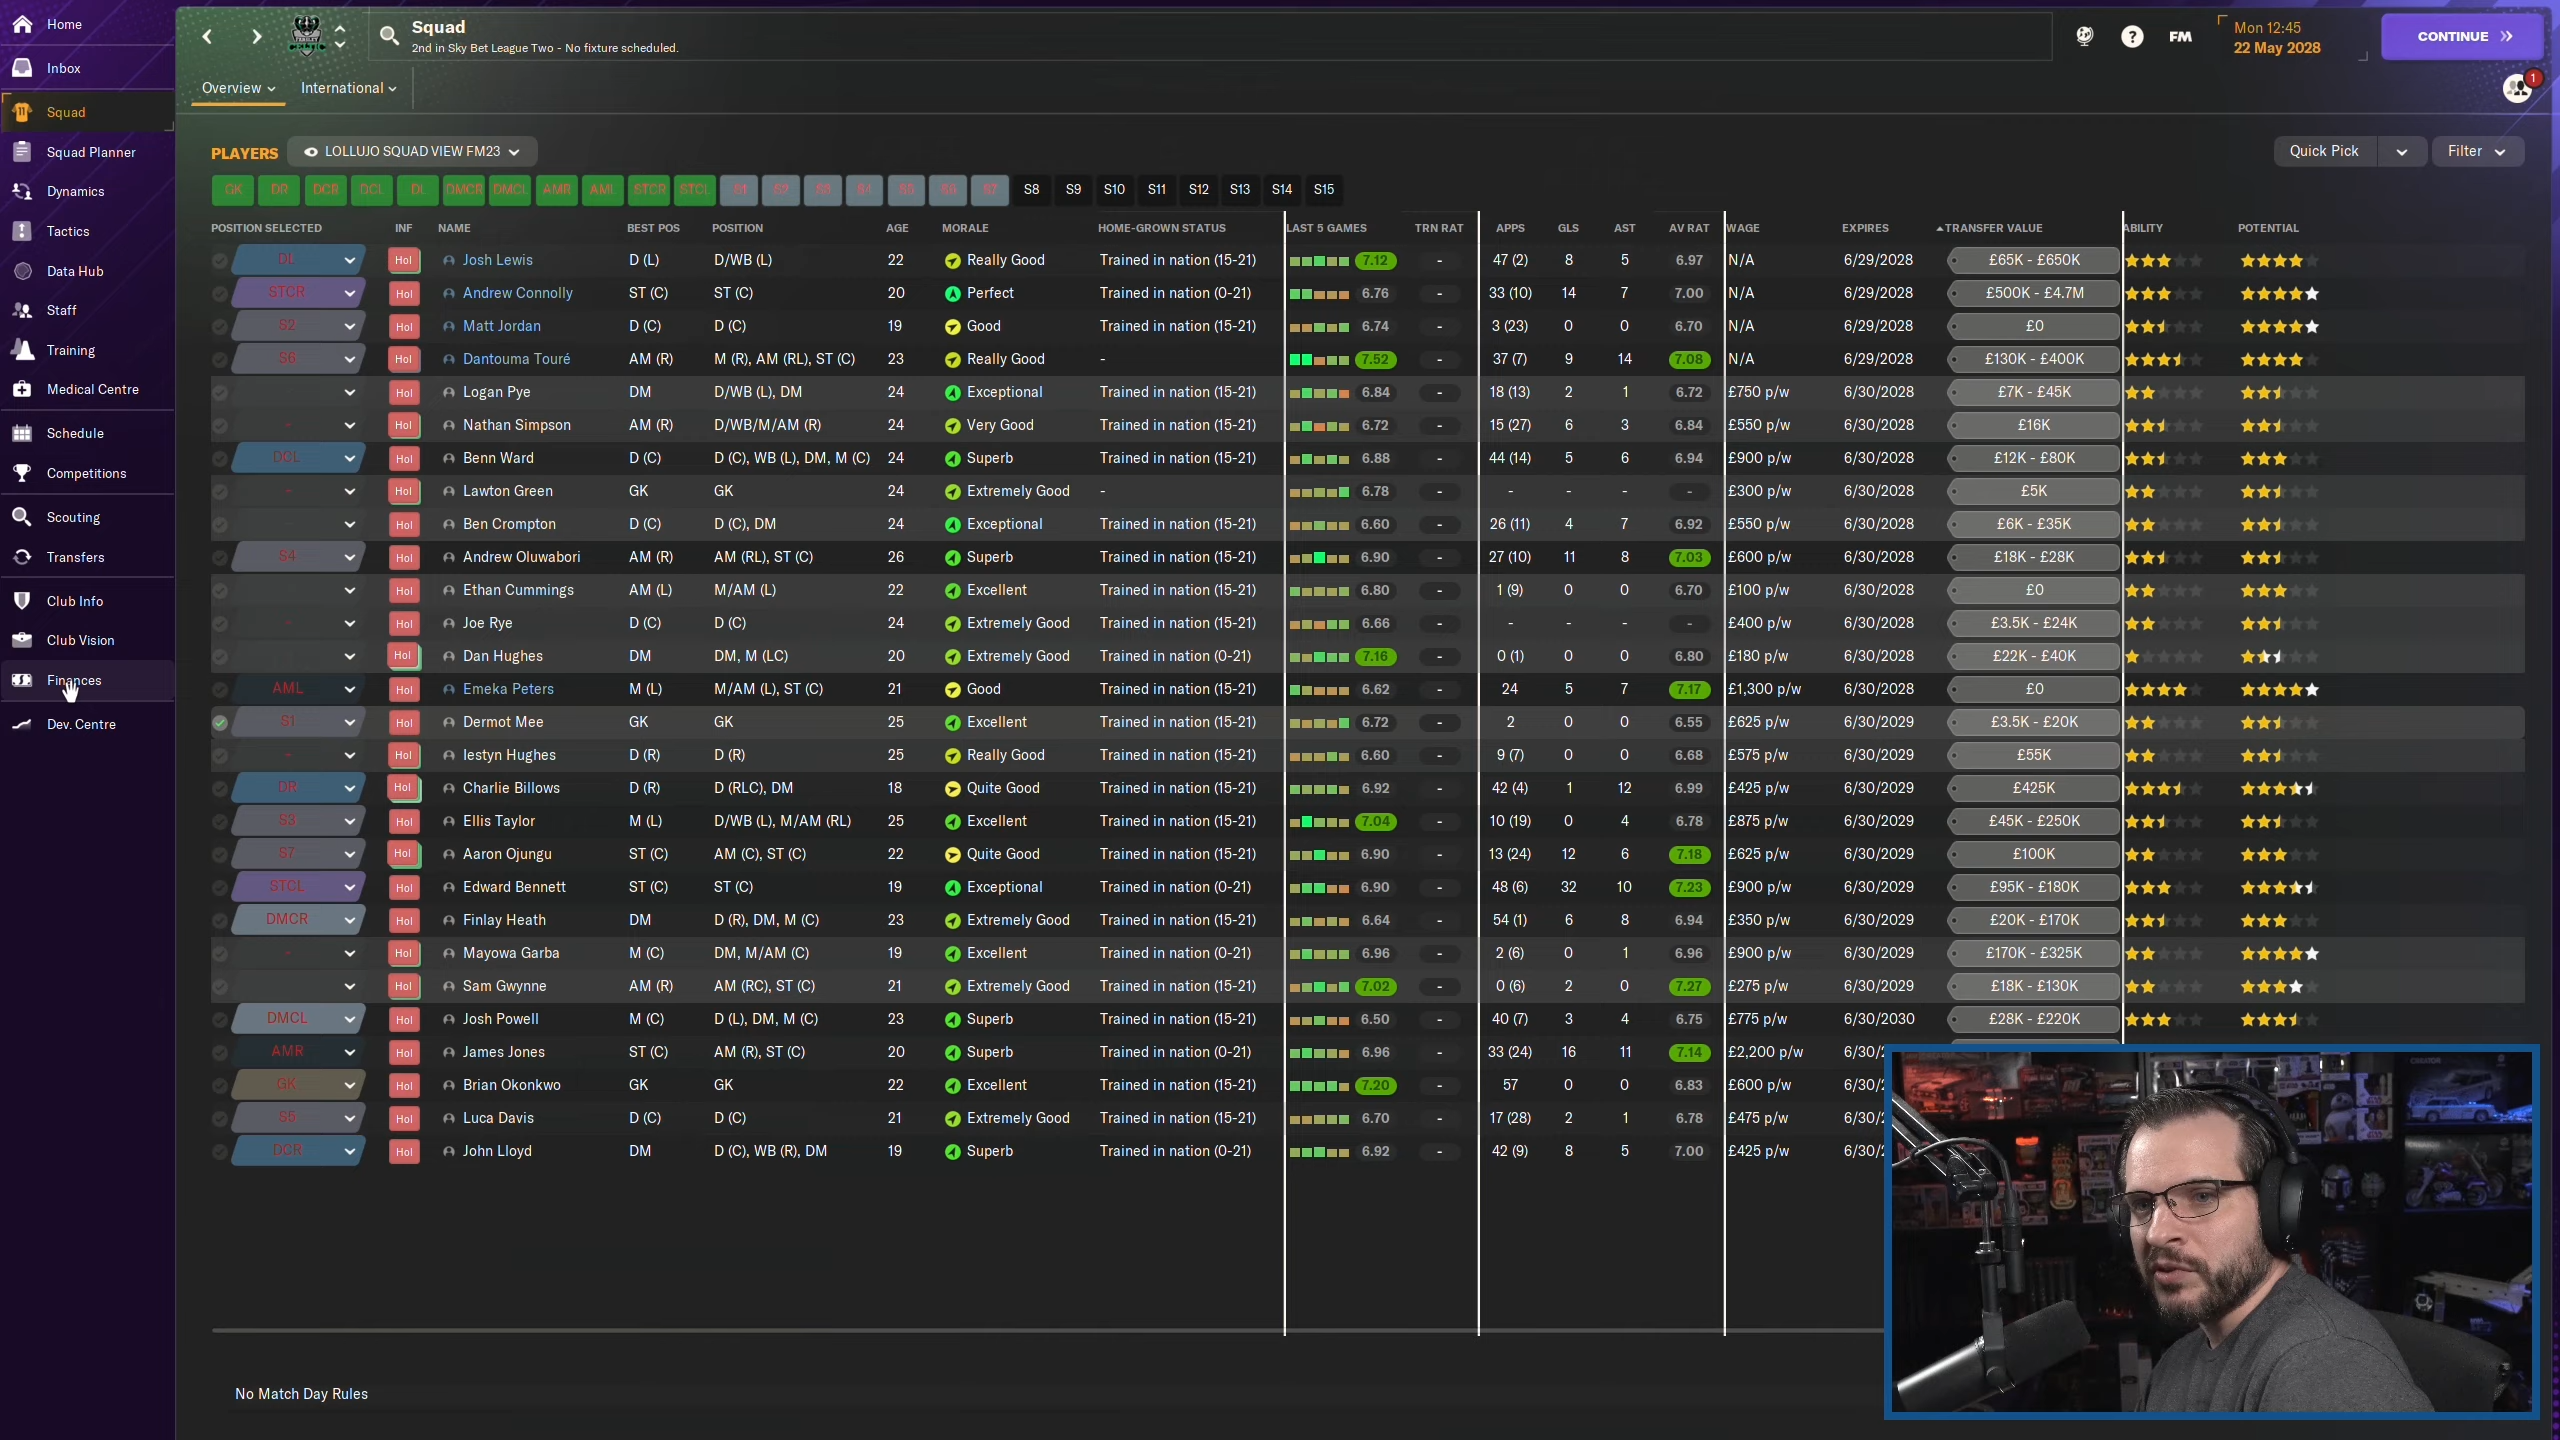 Home
Inbox
Squad
Squad Planner
Dynamics
Tactics
Data Hub
Staff
Training
Medical Centre
Schedule
Competitions
Scouting
Transfers
Club Info
Club Vision
Finances
Dev. Centre
Squad
2nd in Sky Bet League Two - No fixture scheduled.
FM
Mon 12:45
22 May 2028
CONTINUE
1
Overview International
PLAYERS LOLLUJO SQUAD VIEW FM23 Quick Pick Filter
GK DR DCR DCL DL DMCR DMCL AMR AML STCR STCL S1 S2 S3 S4 S5 S6 S7 S8 S9 S10 S11 S12 S13 S14 S15
POSITION SELECTED INF NAME BEST POS POSITION AGE MORALE HOME-GROWN STATUS LAST 5 GAMES TRN RAT APPS GLS AST AV RAT WAGE EXPIRES TRANSFER VALUE ABILITY POTENTIAL
DL Hol Josh Lewis D (L) D/WB (L) 22 Really Good Trained in nation (15-21) 7.12 - 47 (2) 8 5 6.97 N/A 6/29/2028 £65K - £650K
STCR Hol Andrew Connolly ST (C) ST (C) 20 Perfect Trained in nation (0-21) 6.76 - 33 (10) 14 7 7.00 N/A 6/29/2028 £500K - £4.7M
S2 Hol Matt Jordan D (C) D (C) 19 Good Trained in nation (15-21) 6.74 - 3 (23) 0 0 6.70 N/A 6/29/2028 £0
S6 Hol Dantouma Touré AM (R) M (R), AM (RL), ST (C) 23 Really Good - 7.52 - 37 (7) 9 14 7.08 N/A 6/29/2028 £130K - £400K
- Hol Logan Pye DM D/WB (L), DM 24 Exceptional Trained in nation (15-21) 6.84 - 18 (13) 2 1 6.72 £750 p/w 6/30/2028 £7K - £45K
- Hol Nathan Simpson AM (R) D/WB/M/AM (R) 24 Very Good Trained in nation (15-21) 6.72 - 15 (27) 6 3 6.84 £550 p/w 6/30/2028 £16K
DCL Hol Benn Ward D (C) D (C), WB (L), DM, M (C) 24 Superb Trained in nation (15-21) 6.88 - 44 (14) 5 6 6.94 £900 p/w 6/30/2028 £12K - £80K
- Hol Lawton Green GK GK 24 Extremely Good - 6.78 - - - - - £300 p/w 6/30/2028 £5K
- Hol Ben Crompton D (C) D (C), DM 24 Exceptional Trained in nation (15-21) 6.60 - 26 (11) 4 7 6.92 £550 p/w 6/30/2028 £6K - £35K
S4 Hol Andrew Oluwabori AM (R) AM (RL), ST (C) 26 Superb Trained in nation (15-21) 6.90 - 27 (10) 11 8 7.03 £600 p/w 6/30/2028 £18K - £28K
- Hol Ethan Cummings AM (L) M/AM (L) 22 Excellent Trained in nation (15-21) 6.80 - 1 (9) 0 0 6.70 £100 p/w 6/30/2028 £0
- Hol Joe Rye D (C) D (C) 24 Extremely Good Trained in nation (15-21) 6.66 - - - - - £400 p/w 6/30/2028 £3.5K - £24K
- Hol Dan Hughes DM DM, M (LC) 20 Extremely Good Trained in nation (0-21) 7.16 - 0 (1) 0 0 6.80 £180 p/w 6/30/2028 £22K - £40K
AML Hol Emeka Peters M (L) M/AM (L), ST (C) 21 Good Trained in nation (15-21) 6.62 - 24 5 7 7.17 £1,300 p/w 6/30/2028 £0
S1 Hol Dermot Mee GK GK 25 Excellent Trained in nation (15-21) 6.72 - 2 0 0 6.55 £625 p/w 6/30/2029 £3.5K - £20K
- Hol Iestyn Hughes D (R) D (R) 25 Really Good Trained in nation (15-21) 6.60 - 9 (7) 0 0 6.68 £575 p/w 6/30/2029 £55K
DR Hol Charlie Billows D (R) D (RLC), DM 18 Quite Good Trained in nation (15-21) 6.92 - 42 (4) 1 12 6.99 £425 p/w 6/30/2029 £425K
S3 Hol Ellis Taylor M (L) D/WB (L), M/AM (RL) 25 Excellent Trained in nation (15-21) 7.04 - 10 (19) 0 4 6.78 £875 p/w 6/30/2029 £45K - £250K
S7 Hol Aaron Ojungu ST (C) AM (C), ST (C) 22 Quite Good Trained in nation (15-21) 6.90 - 13 (24) 12 6 7.18 £625 p/w 6/30/2029 £100K
STCL Hol Edward Bennett ST (C) ST (C) 19 Exceptional Trained in nation (0-21) 6.90 - 48 (6) 32 10 7.23 £900 p/w 6/30/2029 £95K - £180K
DMCR Hol Finlay Heath DM D (R), DM, M (C) 23 Extremely Good Trained in nation (15-21) 6.64 - 54 (1) 6 8 6.94 £350 p/w 6/30/2029 £20K - £170K
- Hol Mayowa Garba M (C) DM, M/AM (C) 19 Excellent Trained in nation (0-21) 6.96 - 2 (6) 0 1 6.96 £900 p/w 6/30/2029 £170K - £325K
- Hol Sam Gwynne AM (R) AM (RC), ST (C) 21 Extremely Good Trained in nation (15-21) 7.02 - 0 (6) 2 0 7.27 £275 p/w 6/30/2029 £18K - £130K
DMCL Hol Josh Powell M (C) D (L), DM, M (C) 23 Superb Trained in nation (15-21) 6.50 - 40 (7) 3 4 6.75 £775 p/w 6/30/2030 £28K - £220K
AMR Hol James Jones ST (C) AM (R), ST (C) 20 Superb Trained in nation (0-21) 6.96 - 33 (24) 16 11 7.14 £2,200 p/w 6/30/2
GK Hol Brian Okonkwo GK GK 22 Excellent Trained in nation (15-21) 7.20 - 57 0 0 6.83 £600 p/w 6/30/2
S5 Hol Luca Davis D (C) D (C) 21 Extremely Good Trained in nation (15-21) 6.70 - 17 (28) 2 1 6.78 £475 p/w 6/30/2
DCR Hol John Lloyd DM D (C), WB (R), DM 19 Superb Trained in nation (0-21) 6.92 - 42 (9) 8 5 7.00 £425 p/w 6/30/2
No Match Day Rules